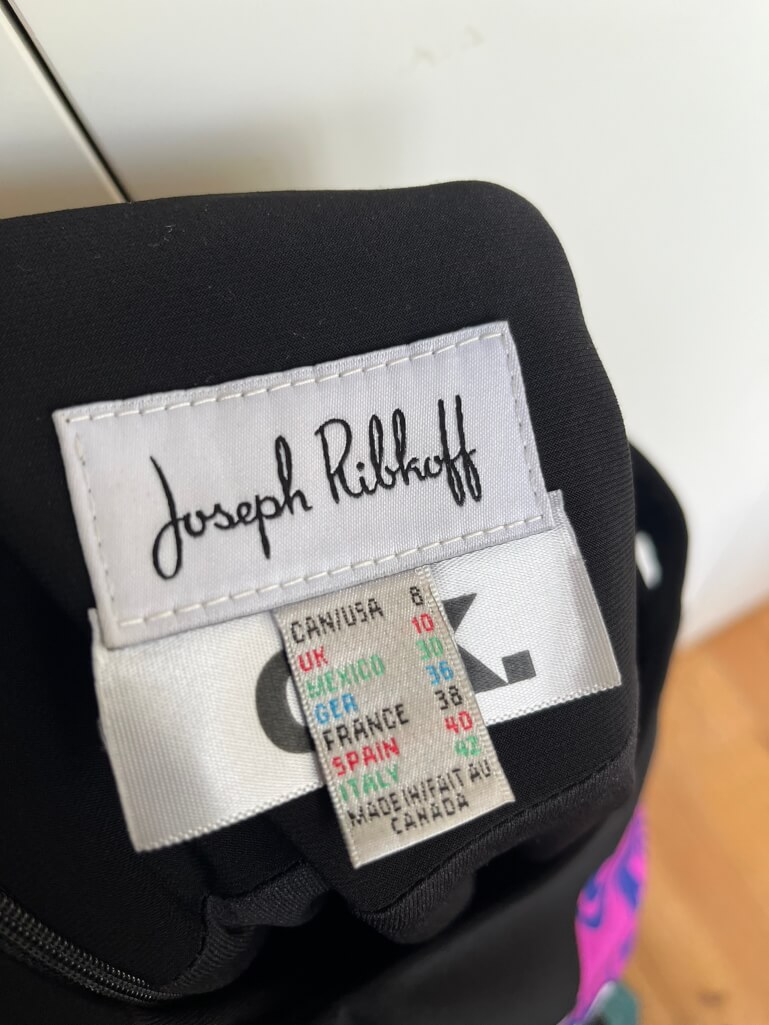 Joseph Ribkoff
CAN/USA 8
UK 10
MEXICO 30
GER 36
FRANCE 38
SPAIN 40
ITALY 42
MADE IN/FAIT AU
CANADA